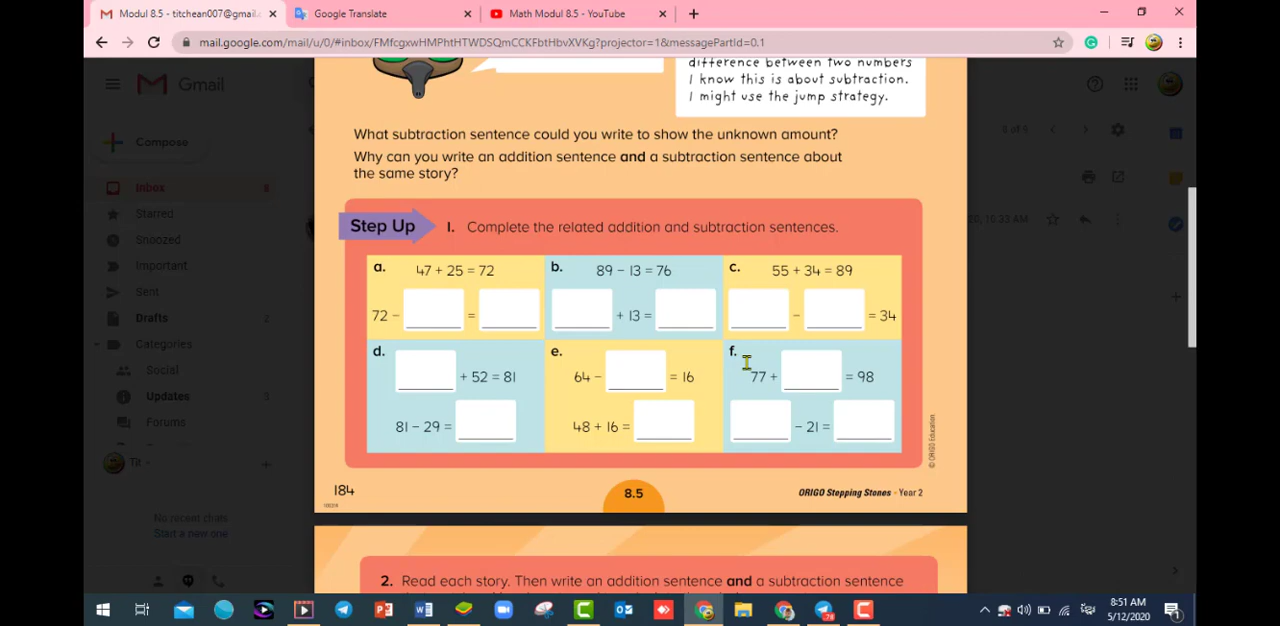 Modul 8.5 - titchean007@gmail.c
Google Translate
Math Modul 8.5 - YouTube
mail.google.com/mail/u/0/#inbox/FMfcgxwHMPhtHTWDSQmCCKFbtHbvXVKg?projector=1&messagePartId=0.1
Gmail
Compose
Inbox 8
Starred
Snoozed
Important
Sent
Drafts 2
Categories
Social
Updates 3
Forums
Tit
No recent chats
Start a new one
difference between two numbers
I know this is about subtraction.
I might use the jump strategy.
What subtraction sentence could you write to show the unknown amount?
Why can you write an addition sentence and a subtraction sentence about
the same story?
Step Up 1. Complete the related addition and subtraction sentences.
a. 47 + 25 = 72
72 - =
b. 89 - 13 = 76
+ 13 =
c. 55 + 34 = 89
- = 34
d. + 52 = 81
81 - 29 =
e. 64 - = 16
48 + 16 =
f. 77 + = 98
- 21 =
© ORIGO Education
184
8.5
ORIGO Stepping Stones - Year 2
2. Read each story. Then write an addition sentence and a subtraction sentence
10:33 AM
8:51 AM
5/12/2020